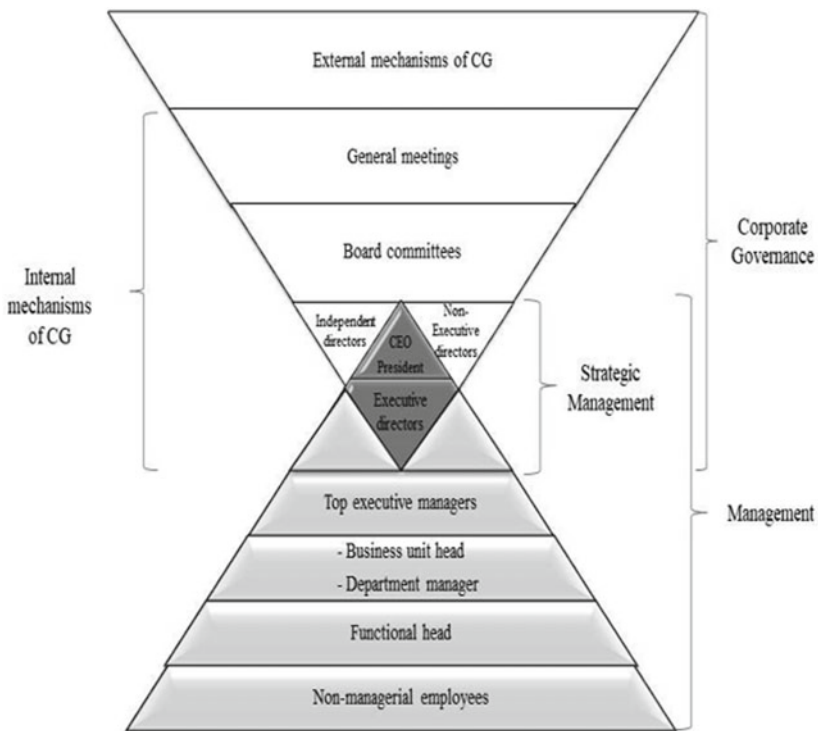 External mechanisms of CG
General meetings
Board committees
Independent
directors
CEO
President
Non-
Executive
directors
Executive
directors
Top executive managers
- Business unit head
- Department manager
Functional head
Non-managerial employees
Internal
mechanisms
of CG
Corporate
Governance
Strategic
Management
Management